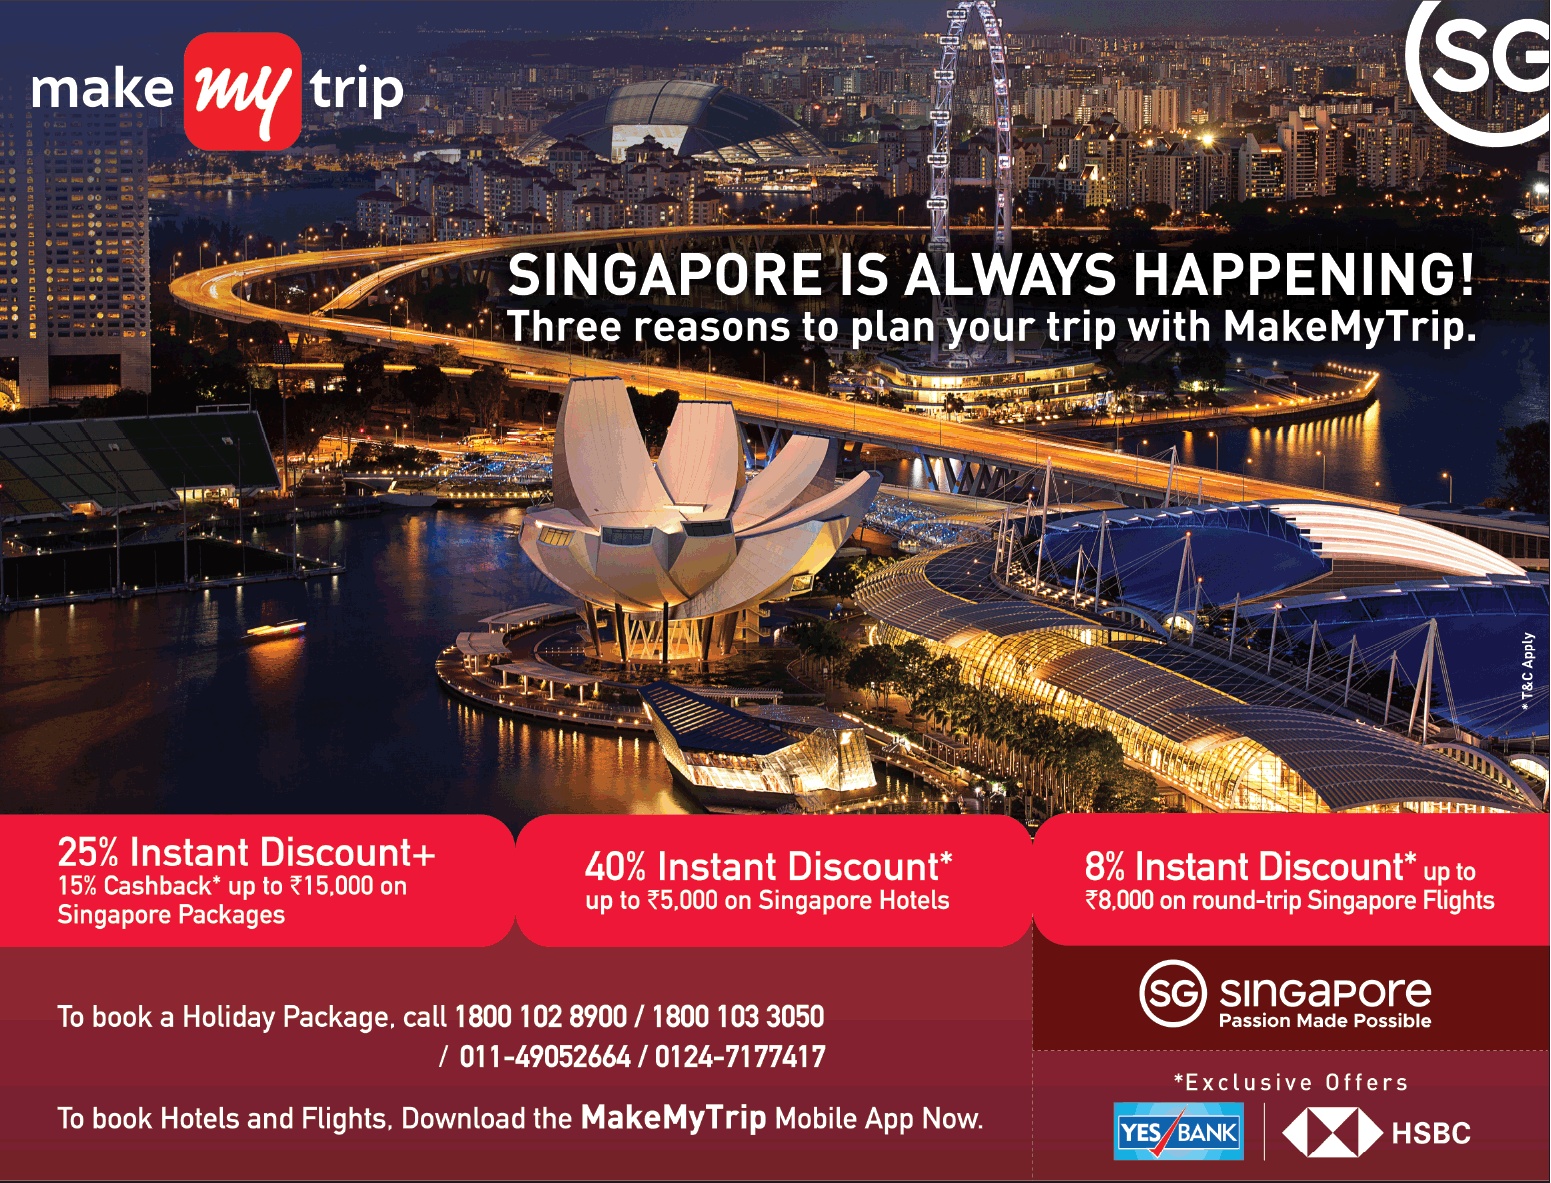 make my trip
SG
SINGAPORE IS ALWAYS HAPPENING!
Three reasons to plan your trip with MakeMyTrip.
* T&C Apply
25% Instant Discount+
15% Cashback* up to ₹15,000 on
Singapore Packages
40% Instant Discount*
up to ₹5,000 on Singapore Hotels
8% Instant Discount* up to
₹8,000 on round-trip Singapore Flights
To book a Holiday Package, call 1800 102 8900 / 1800 103 3050
/ 011-49052664 / 0124-7177417
To book Hotels and Flights, Download the MakeMyTrip Mobile App Now.
SG SINGAPORE
Passion Made Possible
*Exclusive Offers
YES BANK
HSBC